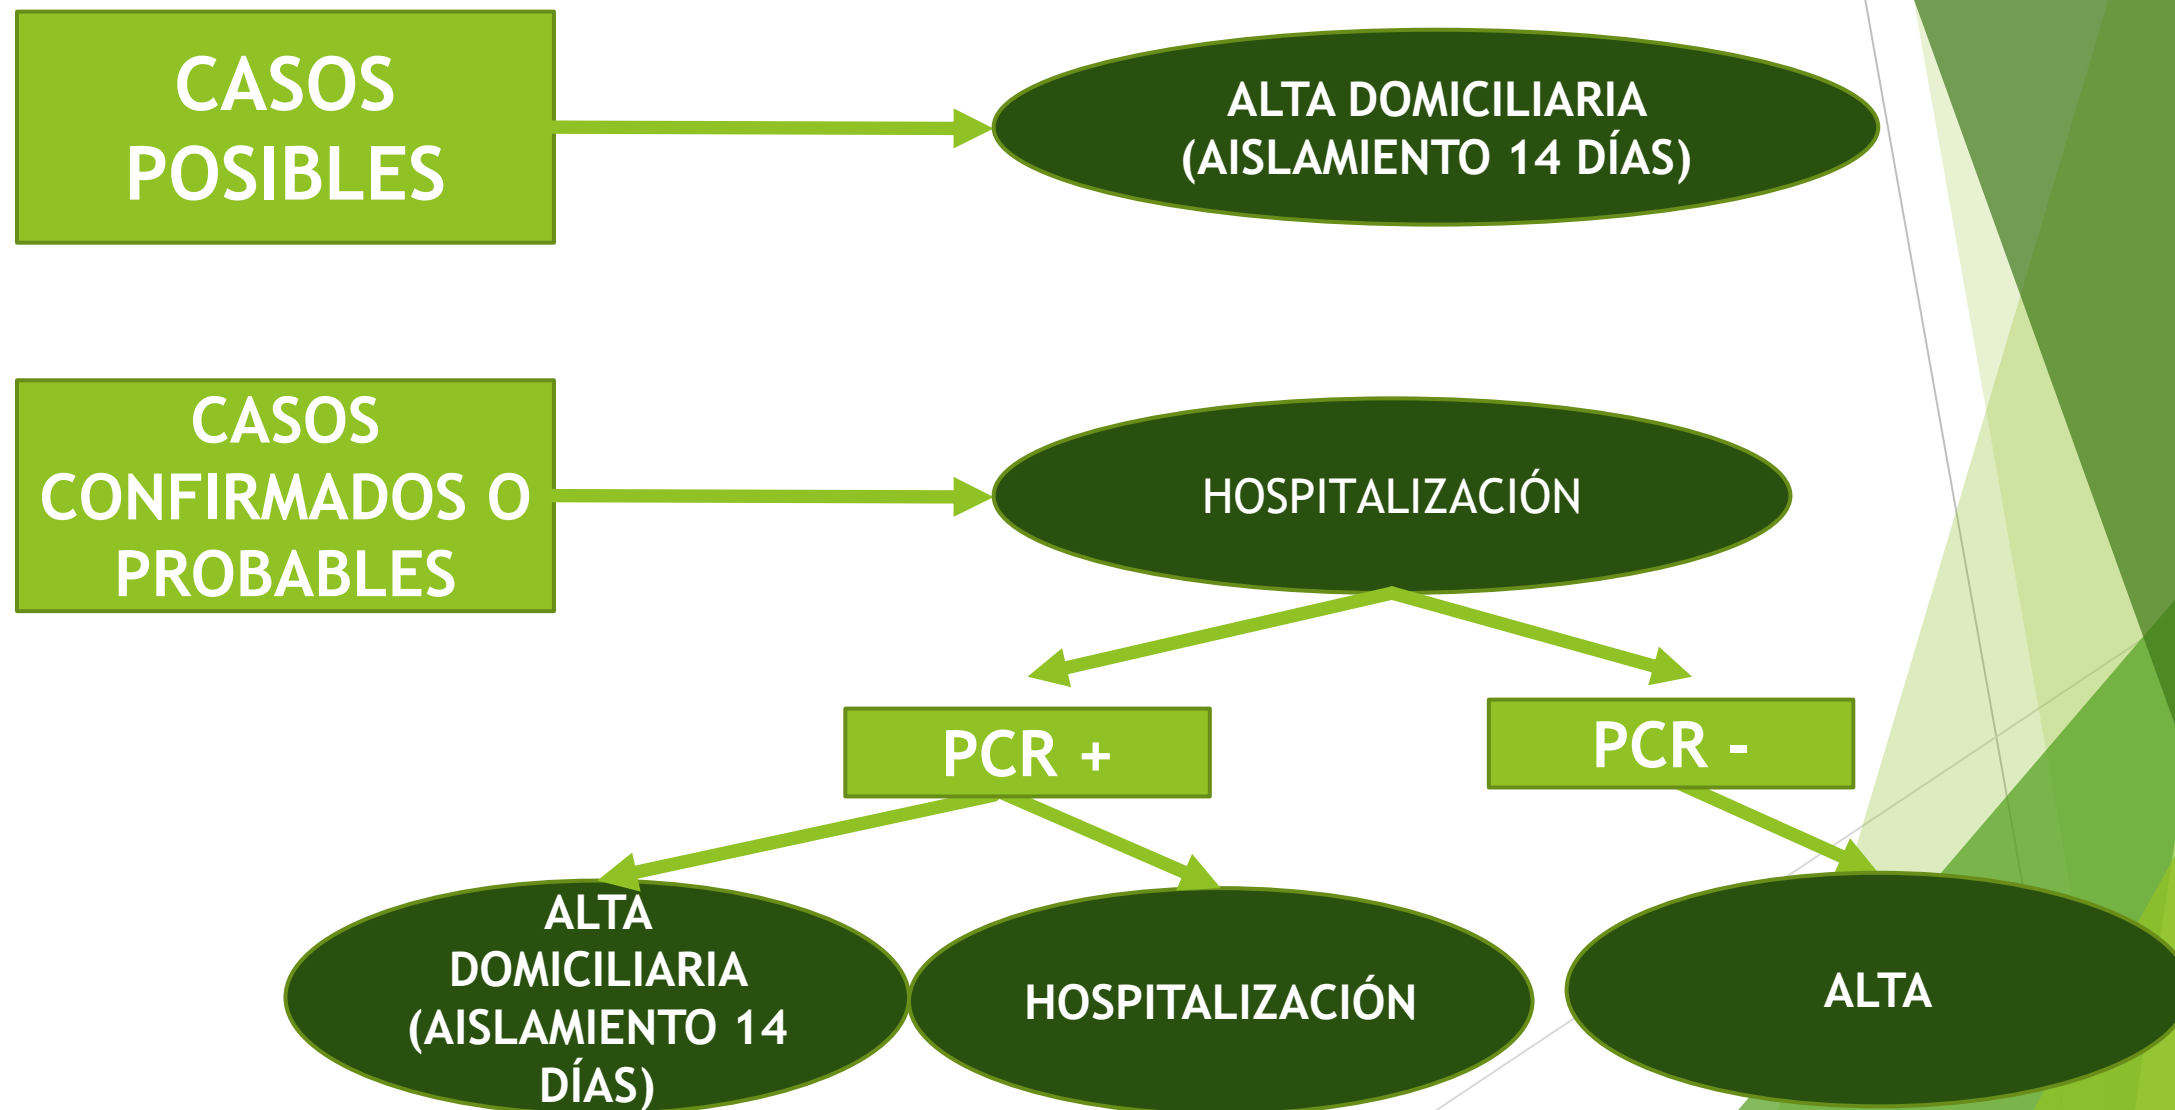 CASOS
POSIBLES
ALTA DOMICILIARIA
(AISLAMIENTO 14 DÍAS)
CASOS
CONFIRMADOS O
PROBABLES
HOSPITALIZACIÓN
PCR +
PCR -
ALTA
DOMICILIARIA
(AISLAMIENTO 14
DÍAS)
HOSPITALIZACIÓN
ALTA